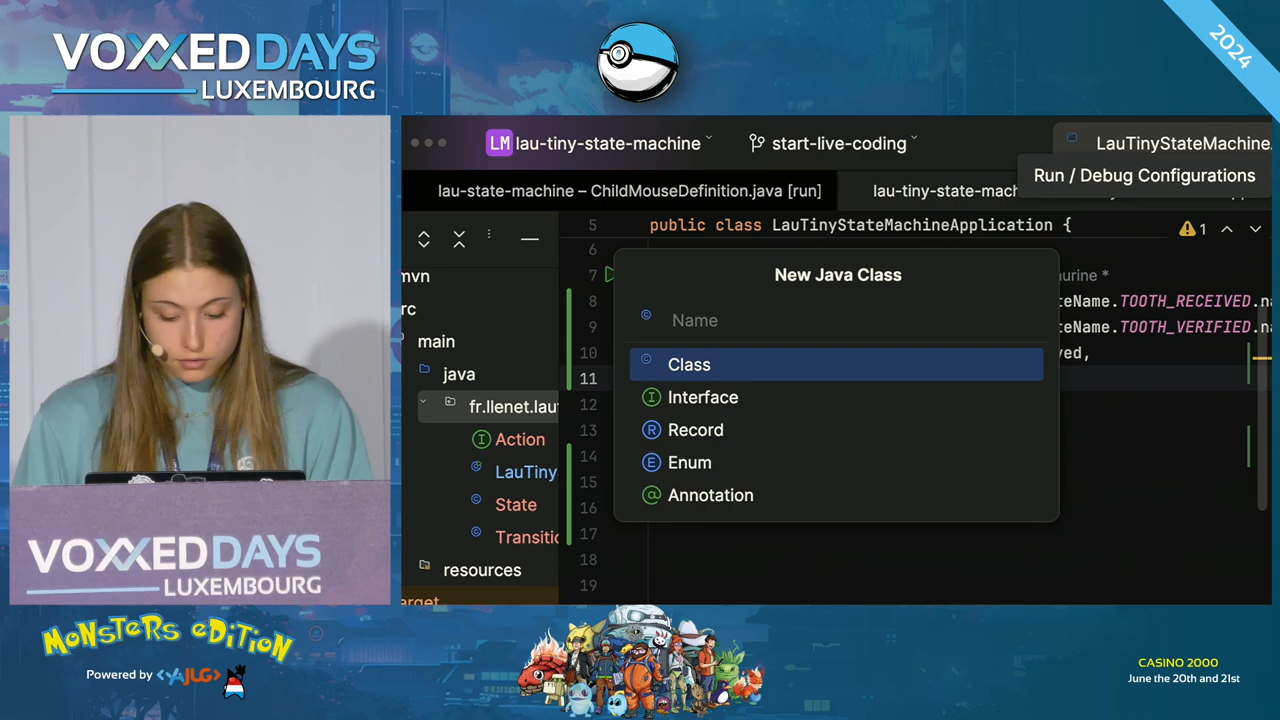 VOXXED DAYS
LUXEMBOURG
2024
LM lau-tiny-state-machine
start-live-coding
LauTinyStateMachine
Run / Debug Configurations
lau-state-machine – ChildMouseDefinition.java [run]
lau-tiny-state-mach
5 public class LauTinyStateMachineApplication {
1
6
7
urine *
8
teName.TOOTH_RECEIVED.na
9
teName.TOOTH_VERIFIED.na
10
ved,
11
12
13
14
15
16
17
18
19
mvn
rc
main
java
fr.llenet.lau
I Action
LauTiny
State
Transitio
resources
target
New Java Class
Name
C Class
I Interface
R Record
E Enum
@ Annotation
VOXXED DAYS
LUXEMBOURG
MONSTERS EDITION
Powered by <YAJUG>
CASINO 2000
June the 20th and 21st